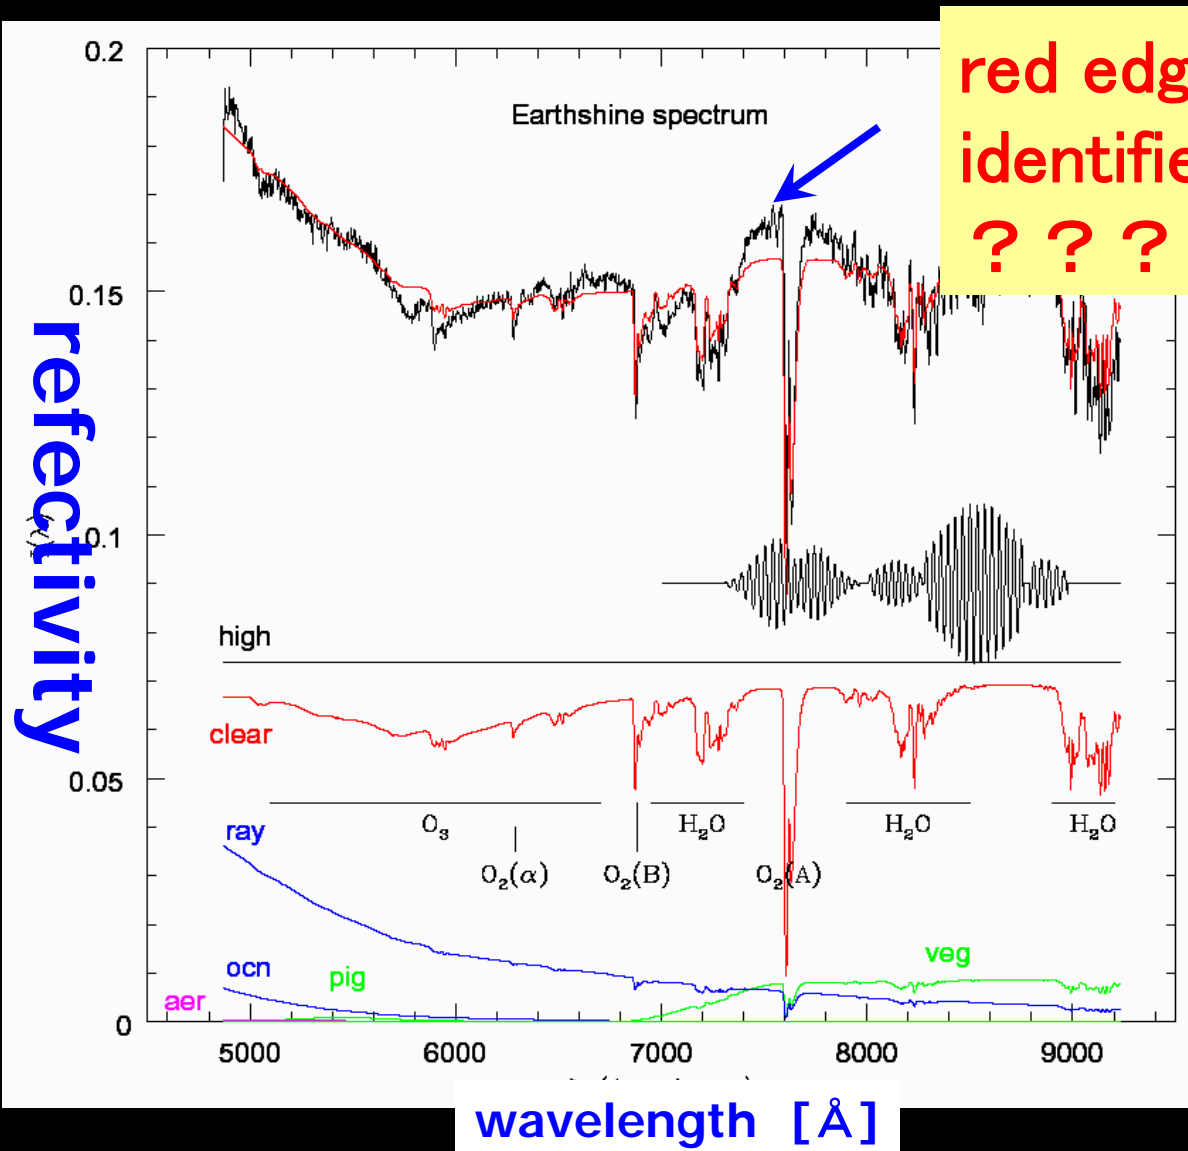 0.2
Earthshine spectrum
red edg
identifie
？？？
0.15
refectivity
0.1
high
clear
0.05
O₃
H₂O
H₂O
H₂O
ray
O₂(α)
O₂(B)
O₂(A)
ocn
pig
veg
aer
0
5000
6000
7000
8000
9000
wavelength [Å]